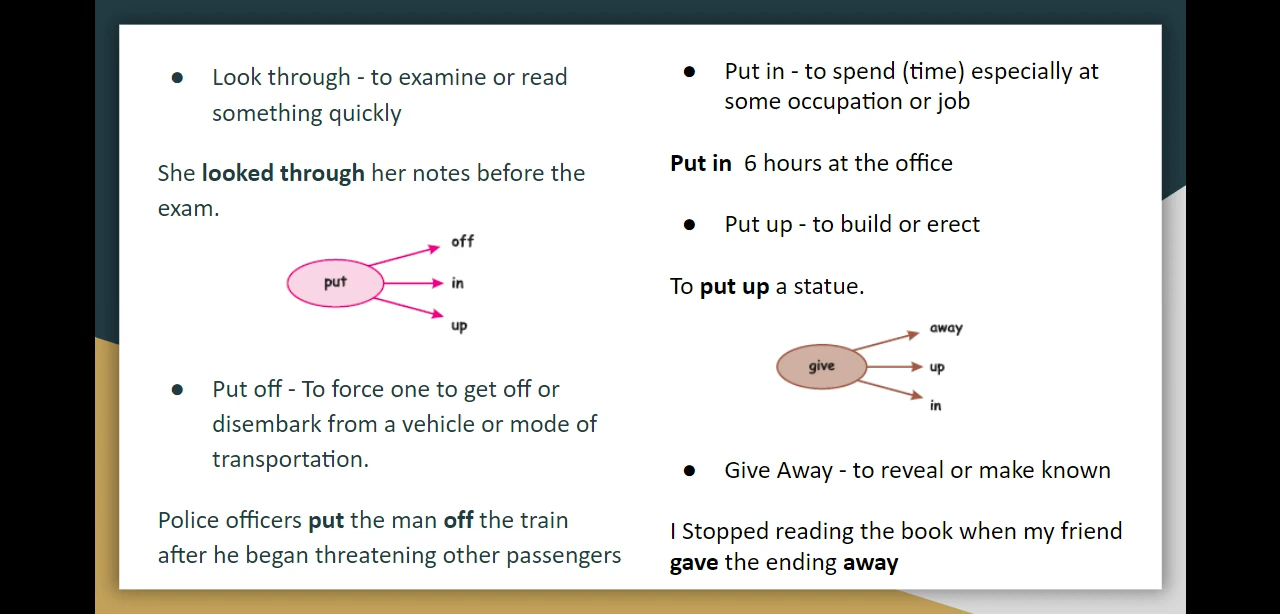 ● Look through - to examine or read
something quickly
She looked through her notes before the
exam.
put
off
in
up
● Put off - To force one to get off or
disembark from a vehicle or mode of
transportation.
Police officers put the man off the train
after he began threatening other passengers
● Put in - to spend (time) especially at
some occupation or job
Put in 6 hours at the office
● Put up - to build or erect
To put up a statue.
give
away
up
in
● Give Away - to reveal or make known
I Stopped reading the book when my friend
gave the ending away